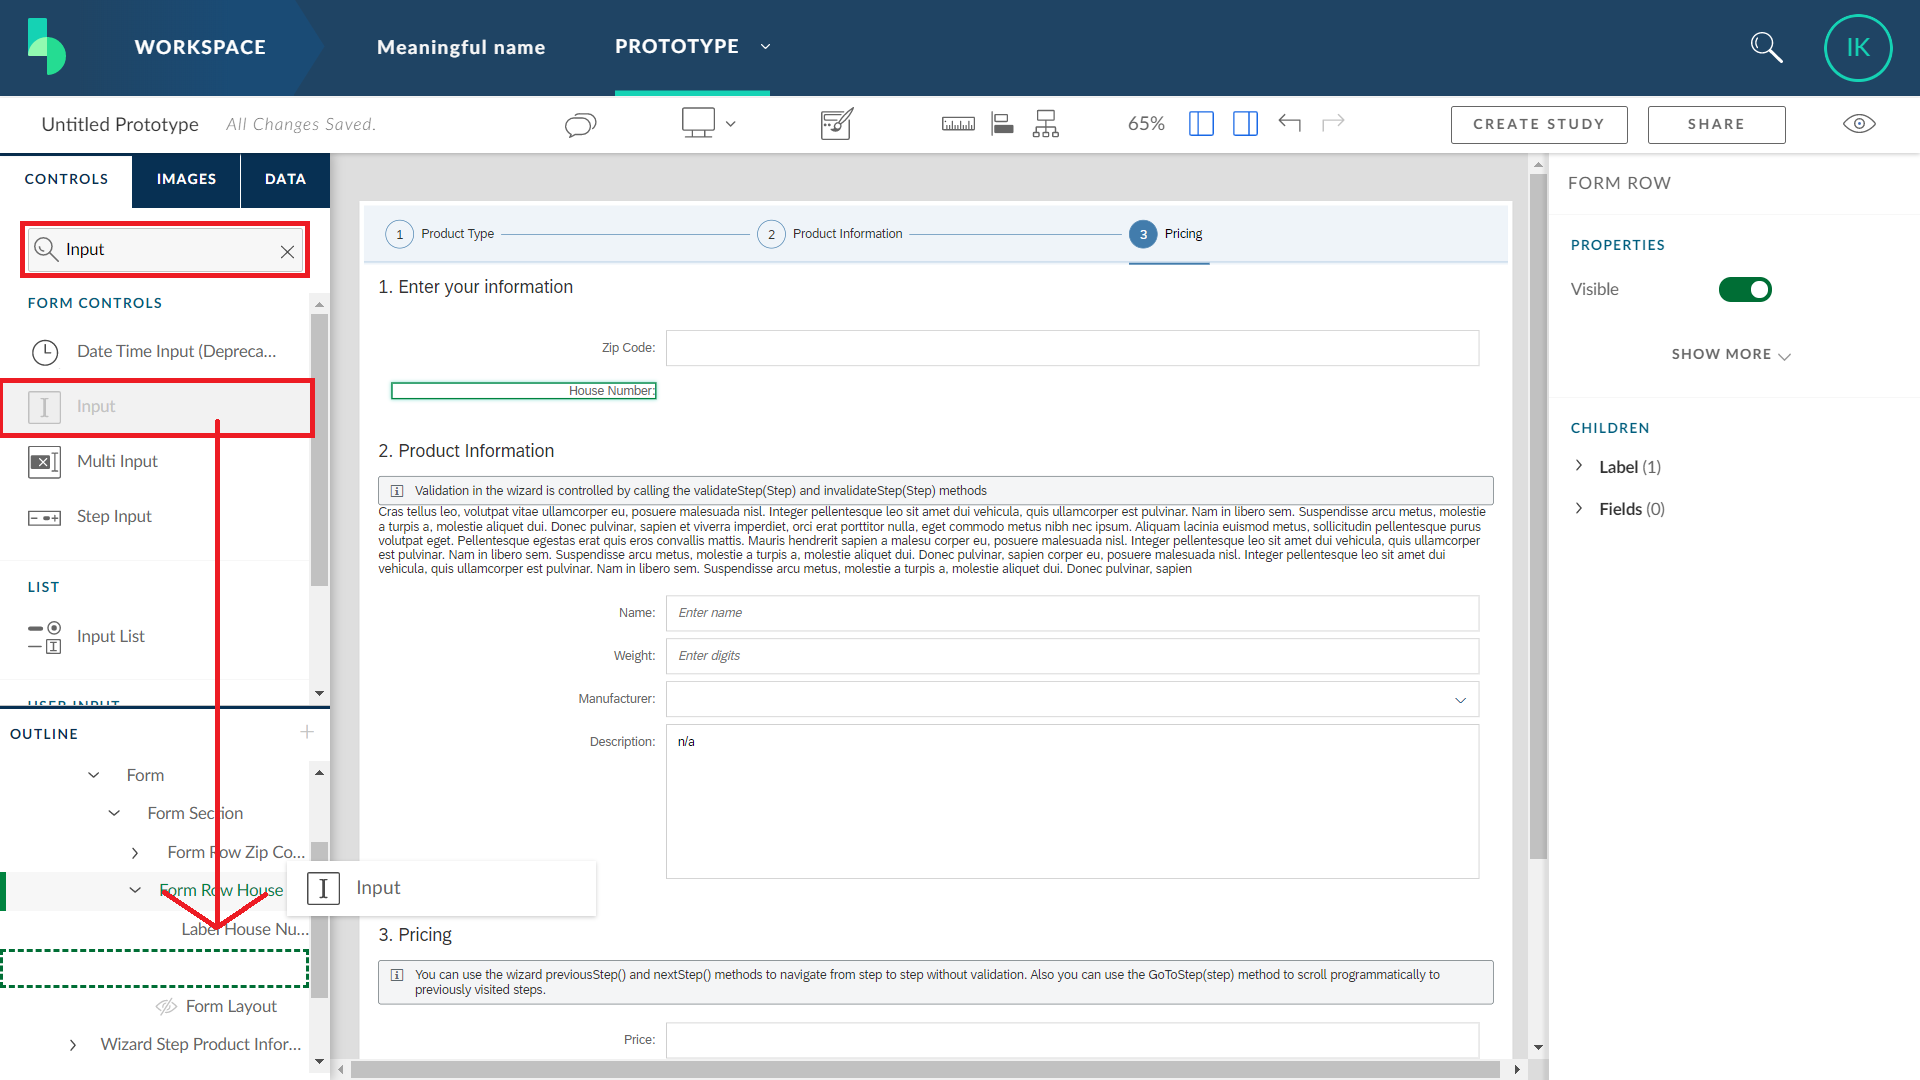 WORKSPACE
Meaningful name
PROTOTYPE
IK
Untitled Prototype
All Changes Saved.
65%
CREATE STUDY
SHARE
CONTROLS
IMAGES
DATA
Input
FORM CONTROLS
Date Time Input (Depreca...
Input
Multi Input
Step Input
LIST
Input List
USER INPUT
OUTLINE
Form
Form Section
Form Row Zip Co...
Form Row House
Label House Nu...
Form Layout
Wizard Step Product Infor...
Input
1 Product Type
2 Product Information
3 Pricing
1. Enter your information
Zip Code:
House Number:
2. Product Information
Validation in the wizard is controlled by calling the validateStep(Step) and invalidateStep(Step) methods
Cras tellus leo, volutpat vitae ullamcorper eu, posuere malesuada nisl. Integer pellentesque leo sit amet dui vehicula, quis ullamcorper est pulvinar. Nam in libero sem. Suspendisse arcu metus, molestie
a turpis a, molestie aliquet dui. Donec pulvinar, sapien et viverra imperdiet, orci erat porttitor nulla, eget commodo metus nibh nec ipsum. Aliquam lacinia euismod metus, sollicitudin pellentesque purus
volutpat eget. Pellentesque egestas erat quis eros convallis mattis. Mauris hendrerit sapien a malesu corper eu, posuere malesuada nisl. Integer pellentesque leo sit amet dui vehicula, quis ullamcorper
est pulvinar. Nam in libero sem. Suspendisse arcu metus, molestie a turpis a, molestie aliquet dui. Donec pulvinar, sapien corper eu, posuere malesuada nisl. Integer pellentesque leo sit amet dui
vehicula, quis ullamcorper est pulvinar. Nam in libero sem. Suspendisse arcu metus, molestie a turpis a, molestie aliquet dui. Donec pulvinar, sapien
Name: Enter name
Weight: Enter digits
Manufacturer:
Description: n/a
3. Pricing
You can use the wizard previousStep() and nextStep() methods to navigate from step to step without validation. Also you can use the GoToStep(step) method to scroll programmatically to
previously visited steps.
Price:
FORM ROW
PROPERTIES
Visible
SHOW MORE
CHILDREN
Label (1)
Fields (0)